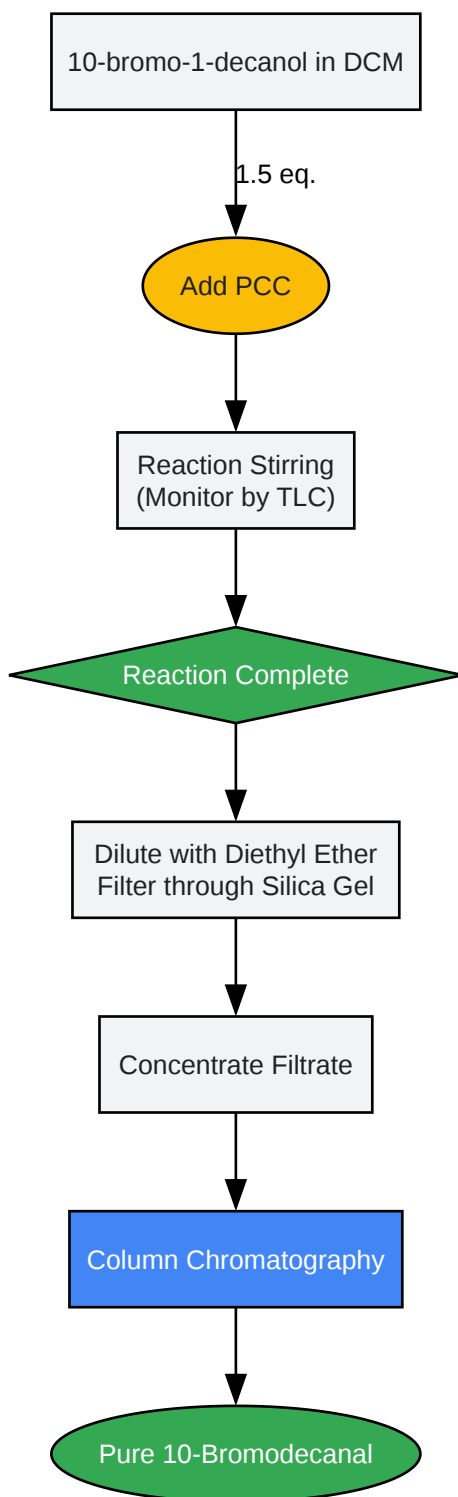 10-bromo-1-decanol in DCM
1.5 eq.
Add PCC
Reaction Stirring
(Monitor by TLC)
Reaction Complete
Dilute with Diethyl Ether
Filter through Silica Gel
Concentrate Filtrate
Column Chromatography
Pure 10-Bromodecanal